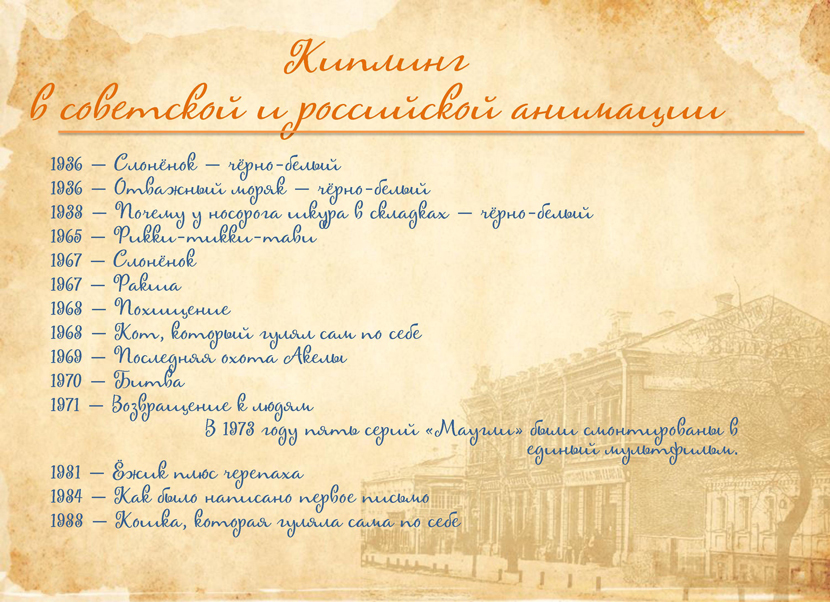 Киплинг
в советской и российской анимации
1936 — Слонёнок — чёрно-белый
1936 — Отважный моряк — чёрно-белый
1938 — Почему у носорога шкура в складках — чёрно-белый
1965 — Рикки-тикки-тави
1967 — Слонёнок
1967 — Ракша
1968 — Похищение
1968 — Кот, который гулял сам по себе
1969 — Последняя охота Акелы
1970 — Битва
1971 — Возвращение к людям
В 1973 году пять серий «Маугли» были смонтированы в
единый мультфильм.
1981 — Ёжик плюс черепаха
1984 — Как было написано первое письмо
1988 — Кошка, которая гуляла сама по себе